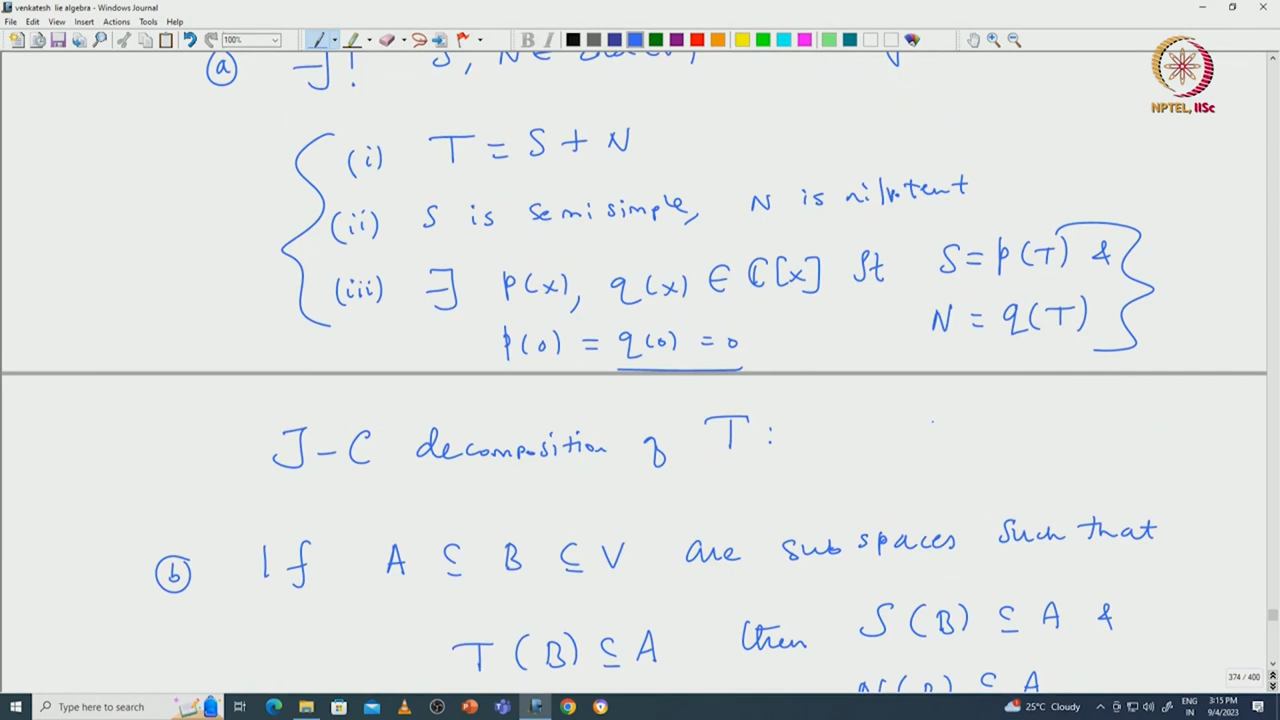 venkatesh lie algebra - Windows Journal
File Edit View Insert Actions Tools Help
100%
B I
NPTEL, IISc
(a) ∃! S, N ∈
(i) T = S + N
(ii) S is semisimple, N is nilpotent
(iii) ∃ p(x), q(x) ∈ ℂ[x] St S = p(T) &
p(0) = q(0) = 0 N = q(T)
J-C decomposition of T:
(b) If A ⊆ B ⊆ V are subspaces such that
T(B) ⊆ A then S(B) ⊆ A &
N(B) ⊆ A
374 / 400
Type here to search
25°C Cloudy
ENG
IN
3:15 PM
9/4/2023